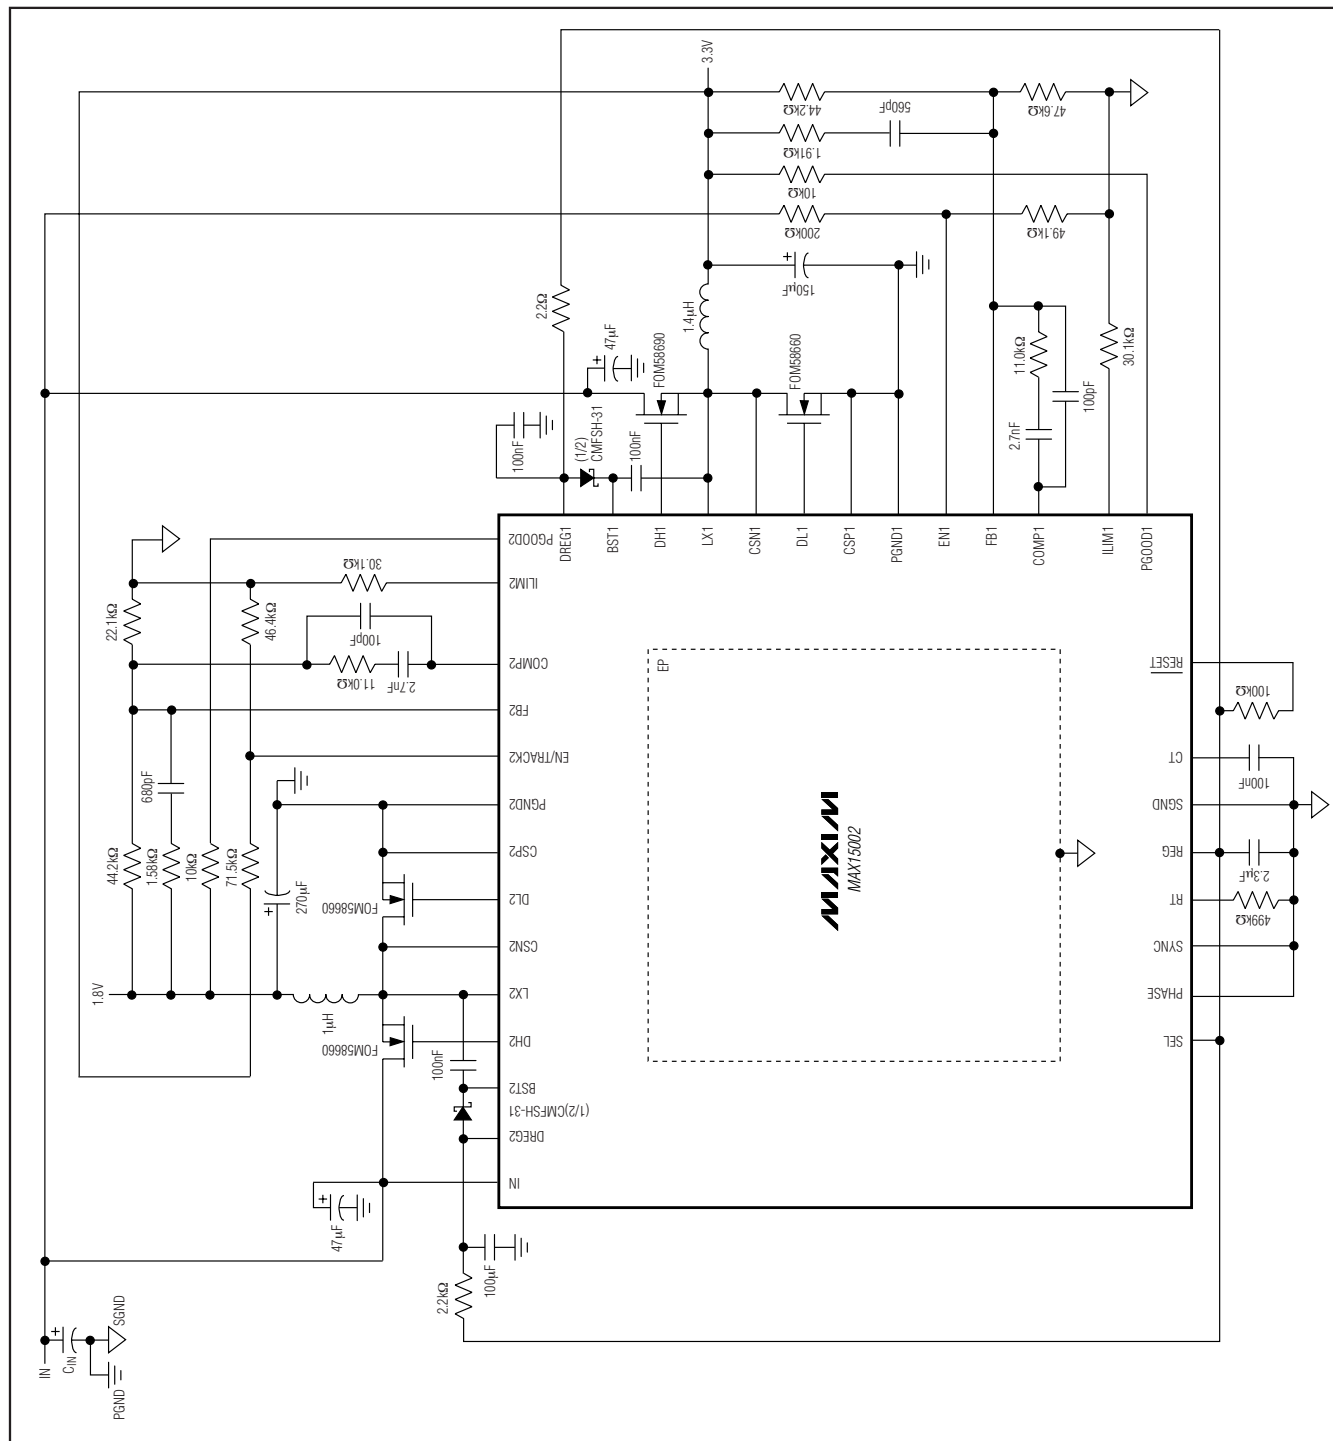 3.3V
44.2kΩ
560pF
47.6kΩ
1.91kΩ
10kΩ
200kΩ
49.1kΩ
+
150µF
2.2Ω
1.4µH
+
47µF
FOM58690
FOM58660
11.0kΩ
100pF
2.7nF
30.1kΩ
100nF
(1/2)
CMFSH-31
100nF
DREG1
BST1
DH1
LX1
CSN1
DL1
CSP1
PGND1
EN1
FB1
COMP1
ILIM1
PGOOD1
PGOOD2
ILIM2
COMP2
FB2
EN/TRACK2
PGND2
CSP2
DL2
CSN2
LX2
DH2
BST2
DREG2
IN
22.1kΩ
46.4kΩ
30.1kΩ
100pF
11.0kΩ
2.7nF
680pF
44.2kΩ
1.58kΩ
10kΩ
71.5kΩ
+
270µF
FOM58660
1.8V
1µH
FOM58660
100nF
(1/2)CMFSH-31
+
47µF
2.2kΩ
100µF
EP
MAXIM
MAX15002
RESET
CT
SGND
REG
RT
SYNC
PHASE
SEL
100kΩ
100nF
2.3µF
499kΩ
IN
+
CIN
SGND
PGND